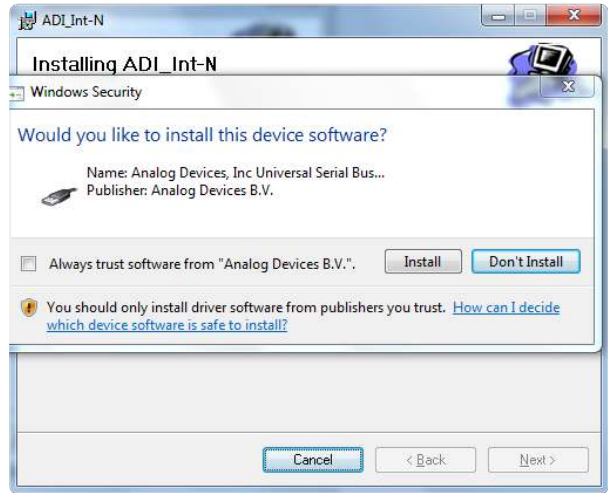 ADI_Int-N
Installing ADI_Int-N
Windows Security
Would you like to install this device software?
Name: Analog Devices, Inc Universal Serial Bus...
Publisher: Analog Devices B.V.
Always trust software from "Analog Devices B.V.".
Install
Don't Install
You should only install driver software from publishers you trust. How can I decide
which device software is safe to install?
Cancel
< Back
Next >